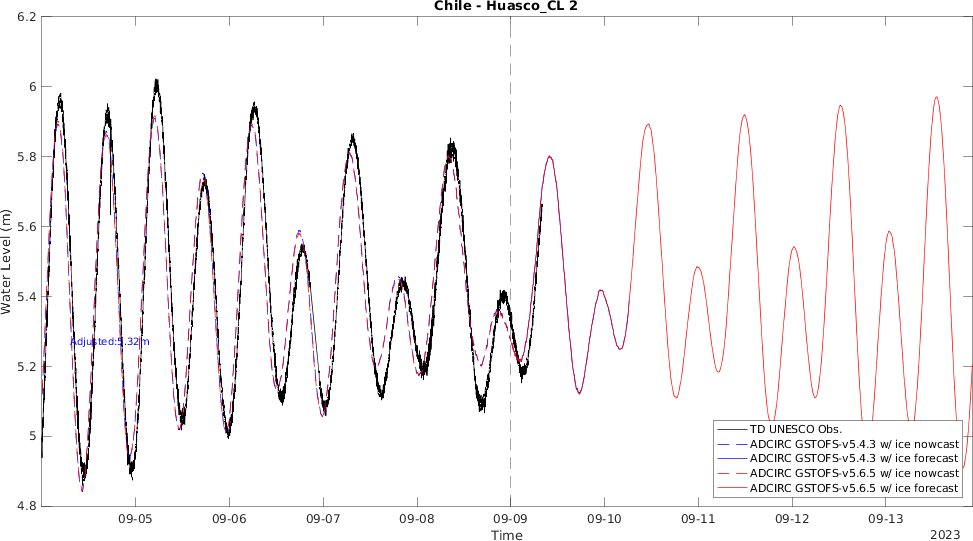 Chile - Huasco_CL 2
6.2
6
5.8
5.6
5.4
5.2
5
4.8
Water Level (m)
Adjusted:5.32m
TD UNESCO Obs.
ADCIRC GSTOFS-v5.4.3 w/ ice nowcast
ADCIRC GSTOFS-v5.4.3 w/ ice forecast
ADCIRC GSTOFS-v5.6.5 w/ ice nowcast
ADCIRC GSTOFS-v5.6.5 w/ ice forecast
09-05 09-06 09-07 09-08 09-09 09-10 09-11 09-12 09-13
Time
2023